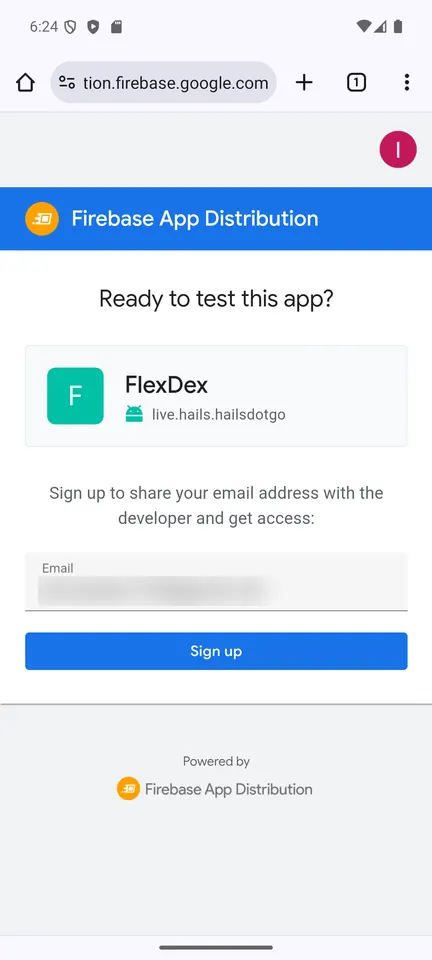 6:24
tion.firebase.google.com
1
I
Firebase App Distribution
Ready to test this app?
F
FlexDex
live.hails.hailsdotgo
Sign up to share your email address with the
developer and get access:
Email
Sign up
Powered by
Firebase App Distribution